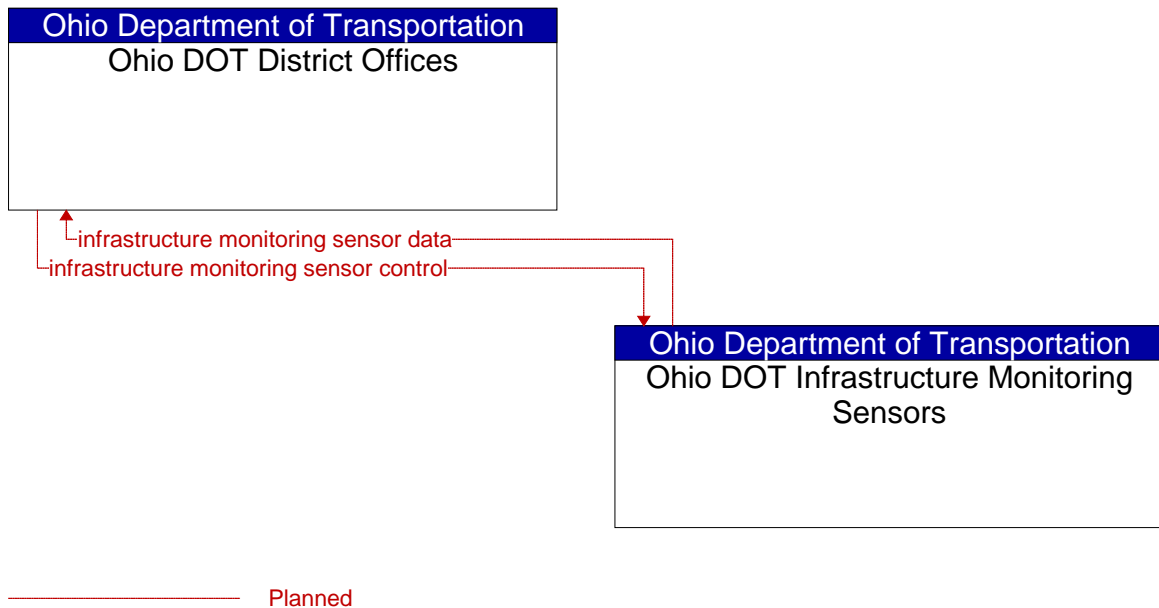 Ohio Department of Transportation
Ohio DOT District Offices
infrastructure monitoring sensor data
infrastructure monitoring sensor control
Ohio Department of Transportation
Ohio DOT Infrastructure Monitoring
Sensors
Planned